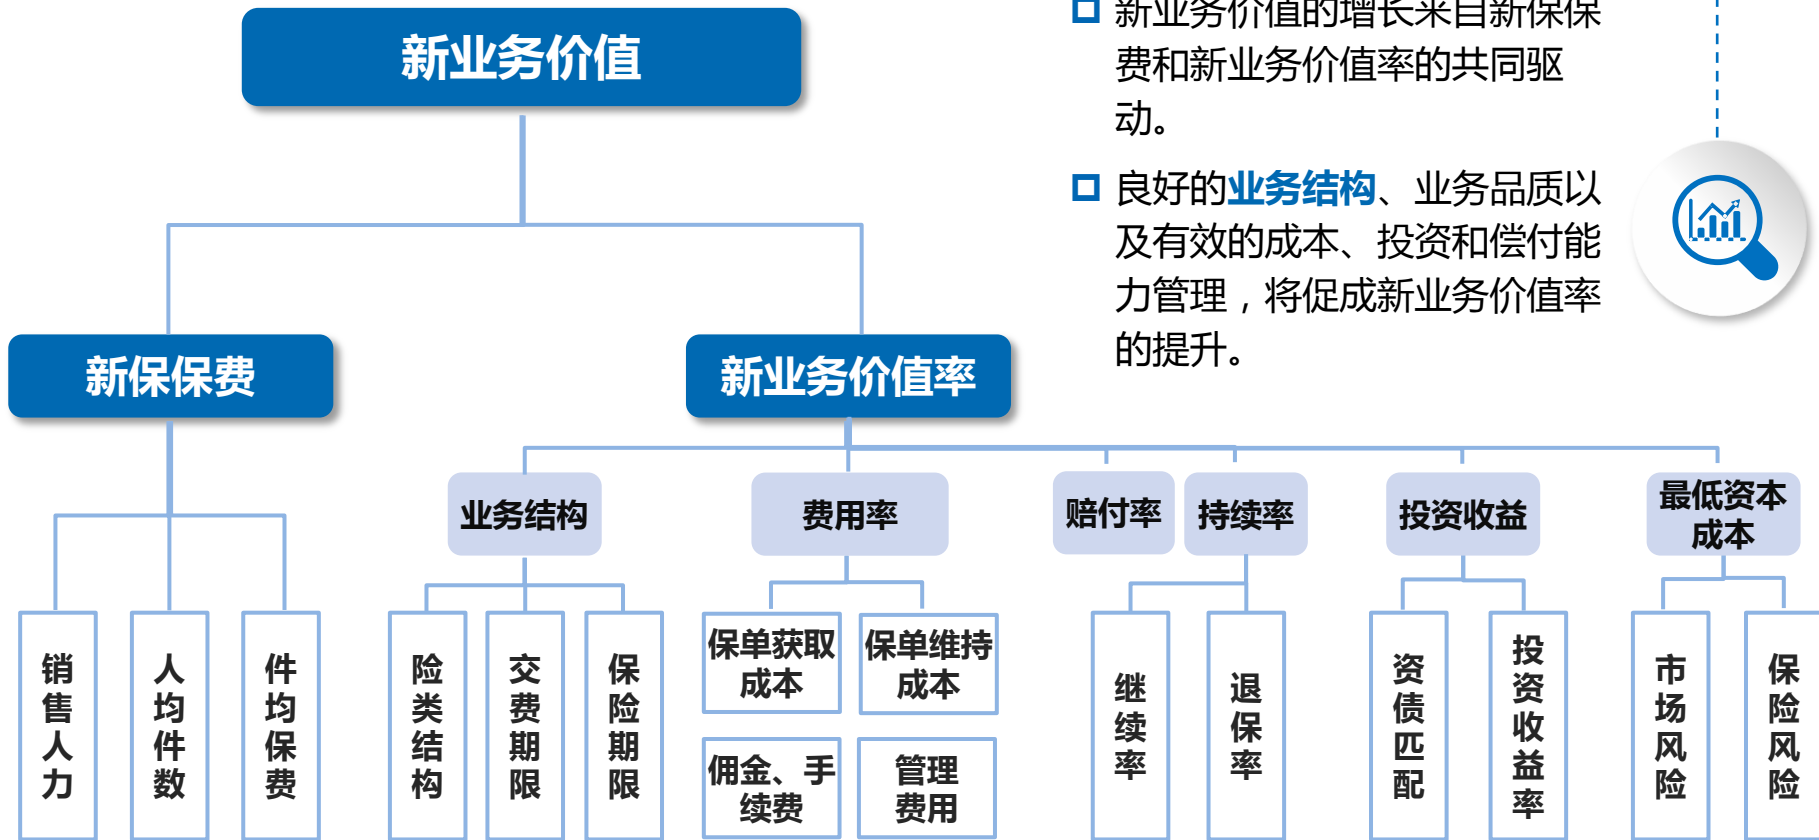 新业务价值
新业务价值的增长来自新保保
费和新业务价值率的共同驱
动。
良好的业务结构、业务品质以
及有效的成本、投资和偿付能
力管理，将促成新业务价值率
的提升。
新保保费
新业务价值率
业务结构
费用率
赔付率
持续率
投资收益
最低资本
成本
销售人力
人均件数
件均保费
险类结构
交费期限
保险期限
保单获取
成本
保单维持
成本
佣金、手
续费
管理
费用
继续率
退保率
资债匹配
投资收益率
市场风险
保险风险